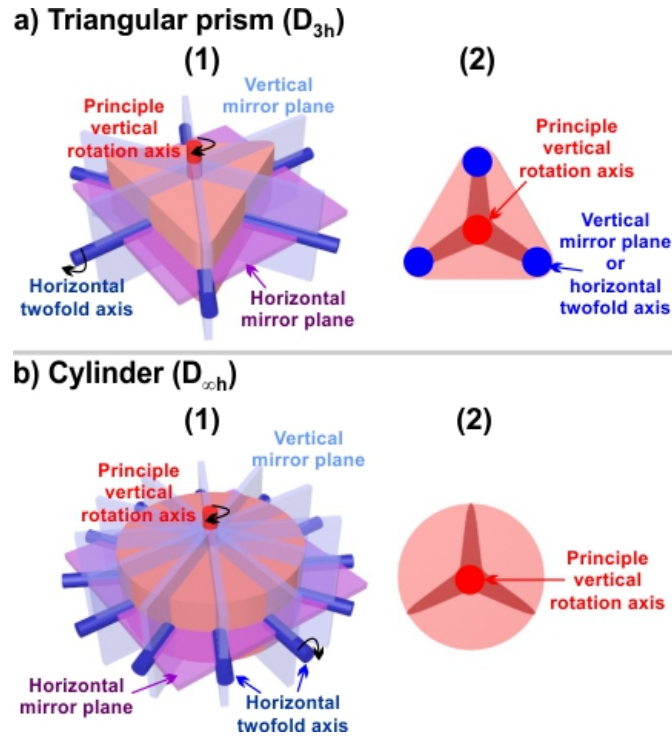 a) Triangular prism (D3h)
(1)
(2)
Vertical
mirror plane
Principle
vertical
rotation axis
Horizontal
twofold axis
Horizontal
mirror plane
Principle
vertical
rotation axis
Vertical
mirror plane
or
horizontal
twofold axis
b) Cylinder (D∞h)
(1)
(2)
Vertical
mirror plane
Principle
vertical
rotation axis
Horizontal
mirror plane
Horizontal
twofold axis
Principle
vertical
rotation axis